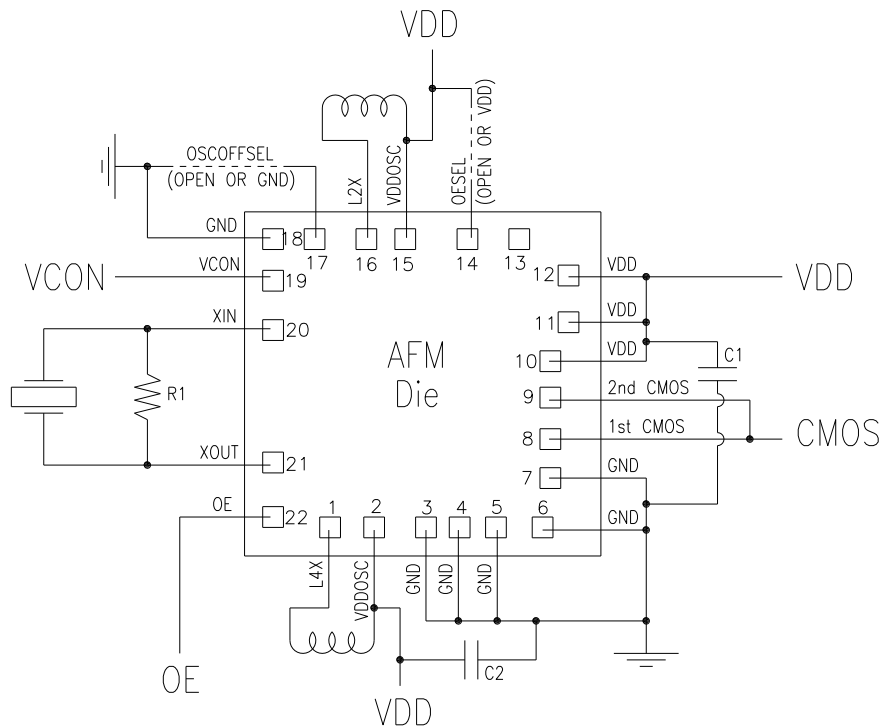 VDD
OSCOFFSEL
(OPEN OR GND)
L2X
VDDOSC
OESEL
(OPEN OR VDD)
GND
18
17
16
15
14
13
VCON
VCON
19
12
VDD
VDD
XIN
20
11
VDD
AFM
Die
10
VDD
C1
R1
9
2nd CMOS
8
1st CMOS
CMOS
XOUT
21
7
GND
OE
22
1
2
3
4
5
6
GND
L4X
VDDOSC
GND
GND
GND
C2
OE
VDD